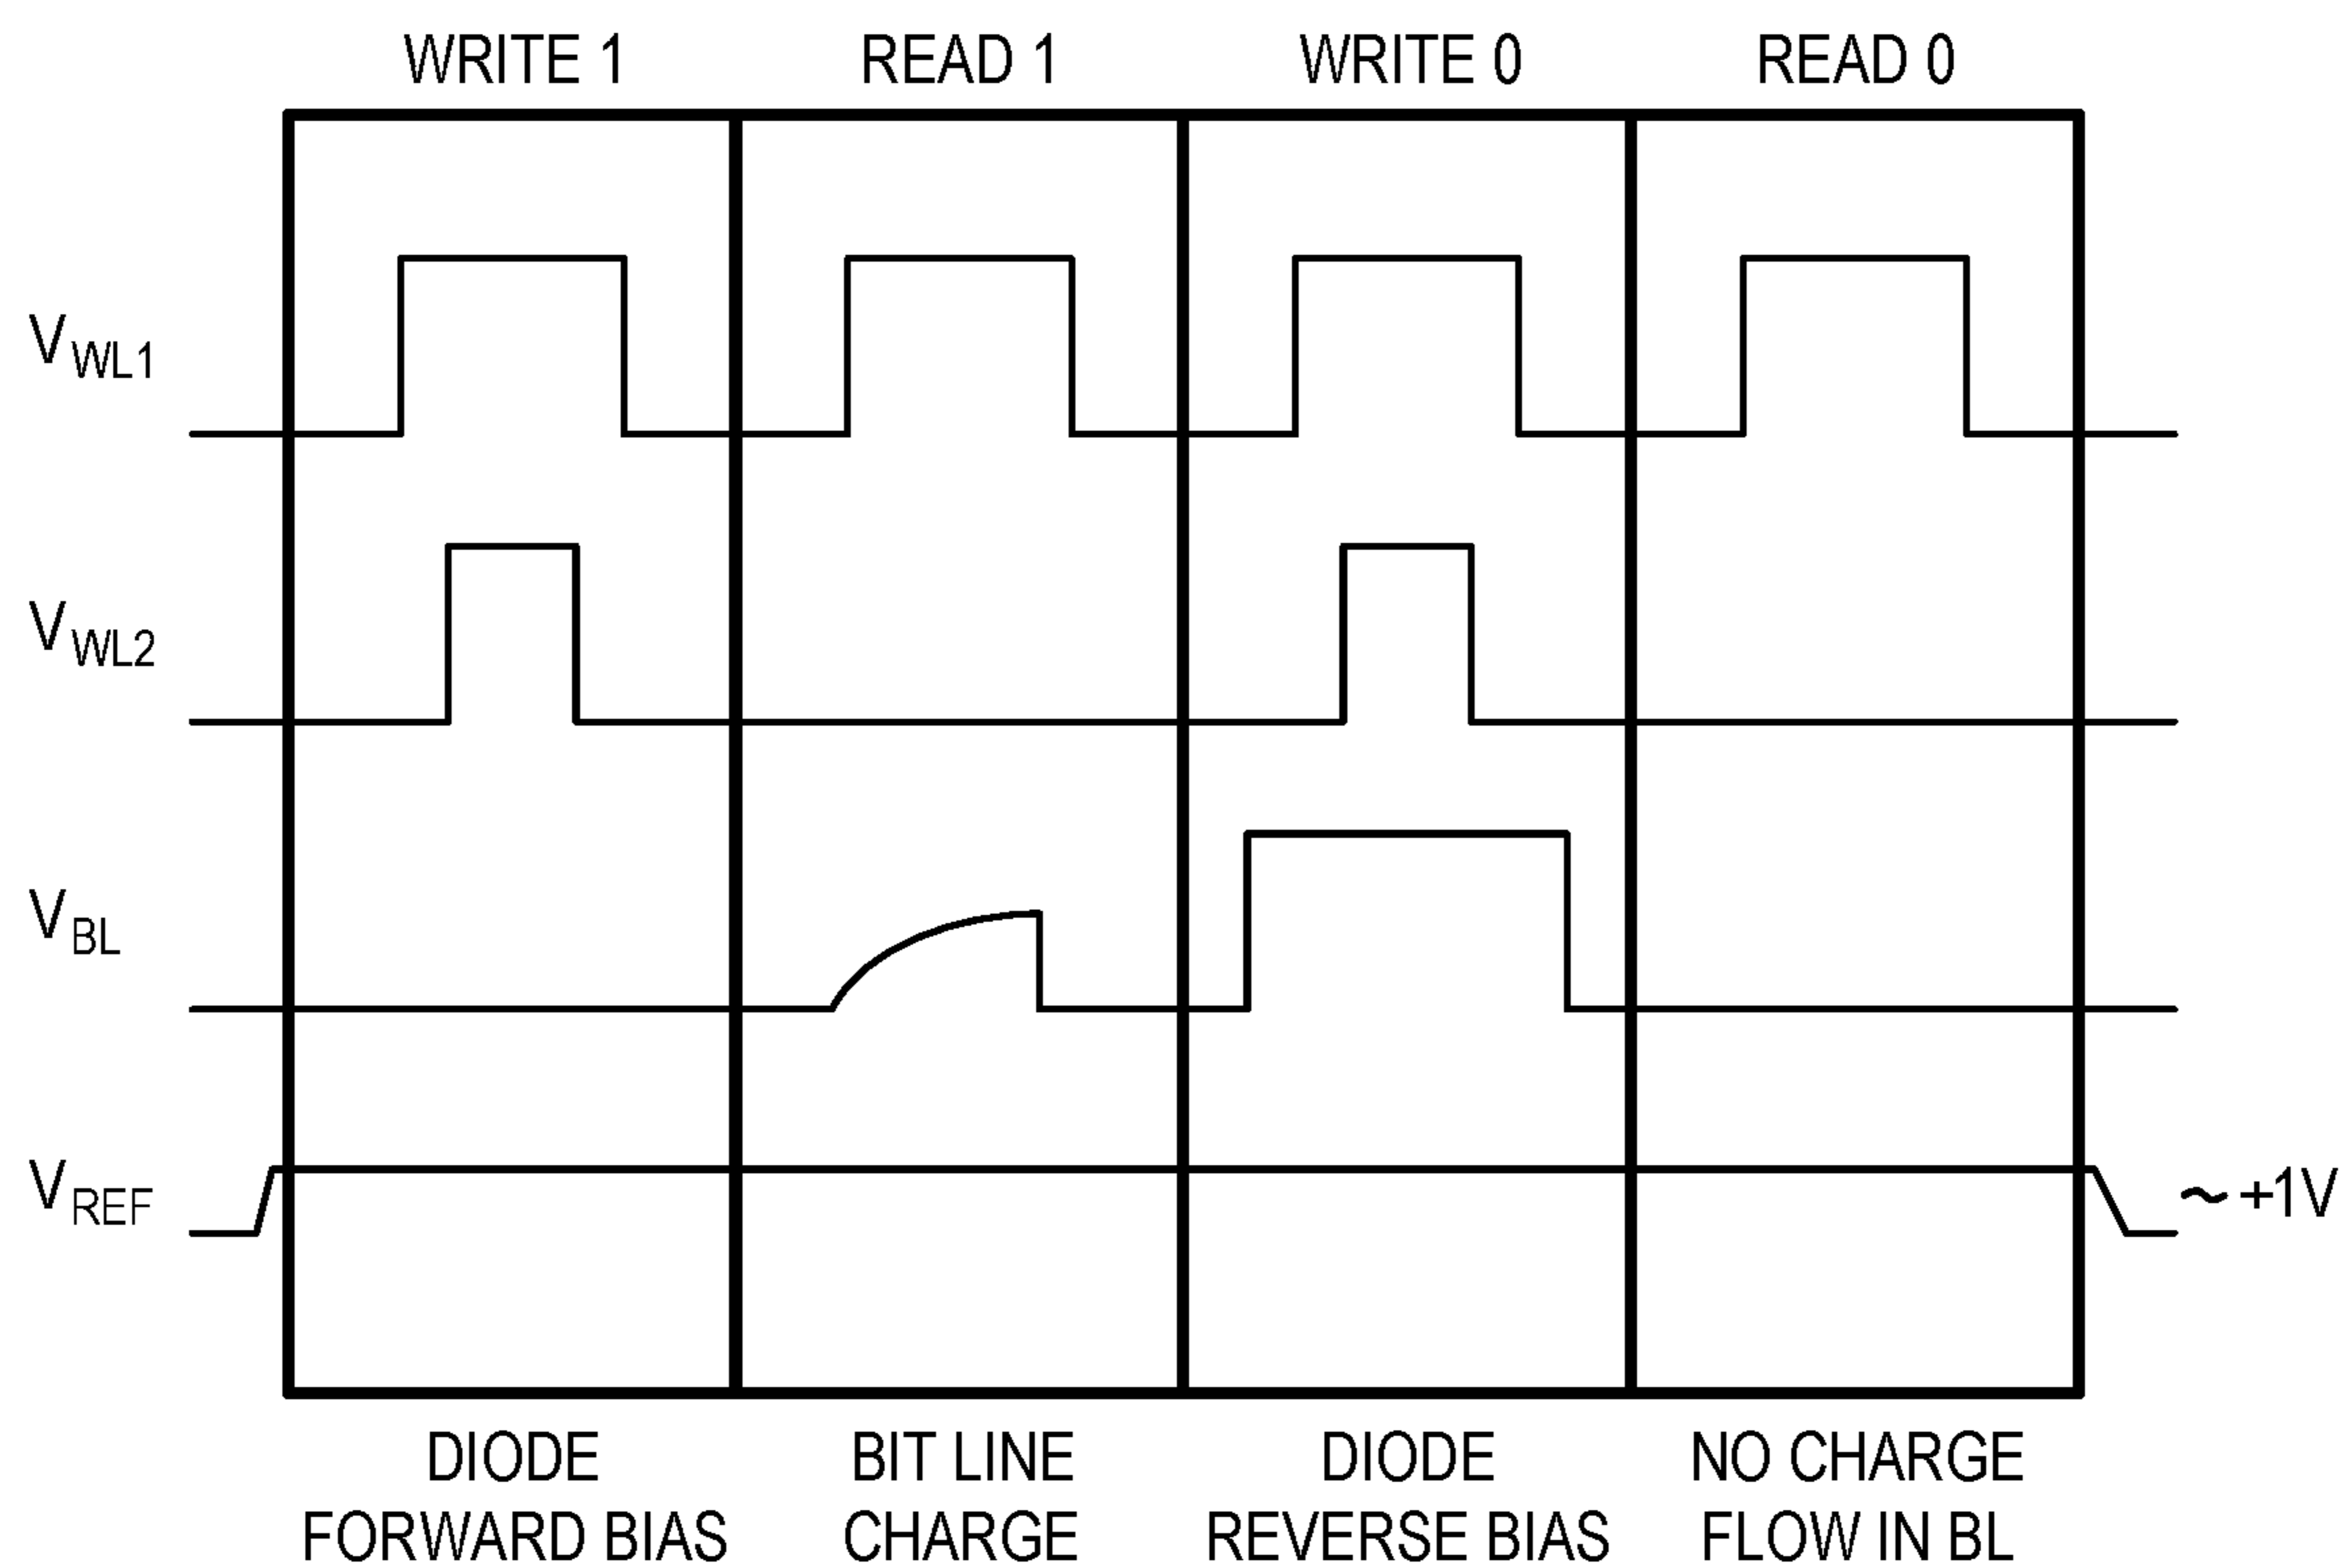 WRITE 1 READ 1 WRITE 0 READ 0
VWL1
VWL2
VBL
VREF ~ +1V
DIODE BIT LINE DIODE NO CHARGE
FORWARD BIAS CHARGE REVERSE BIAS FLOW IN BL